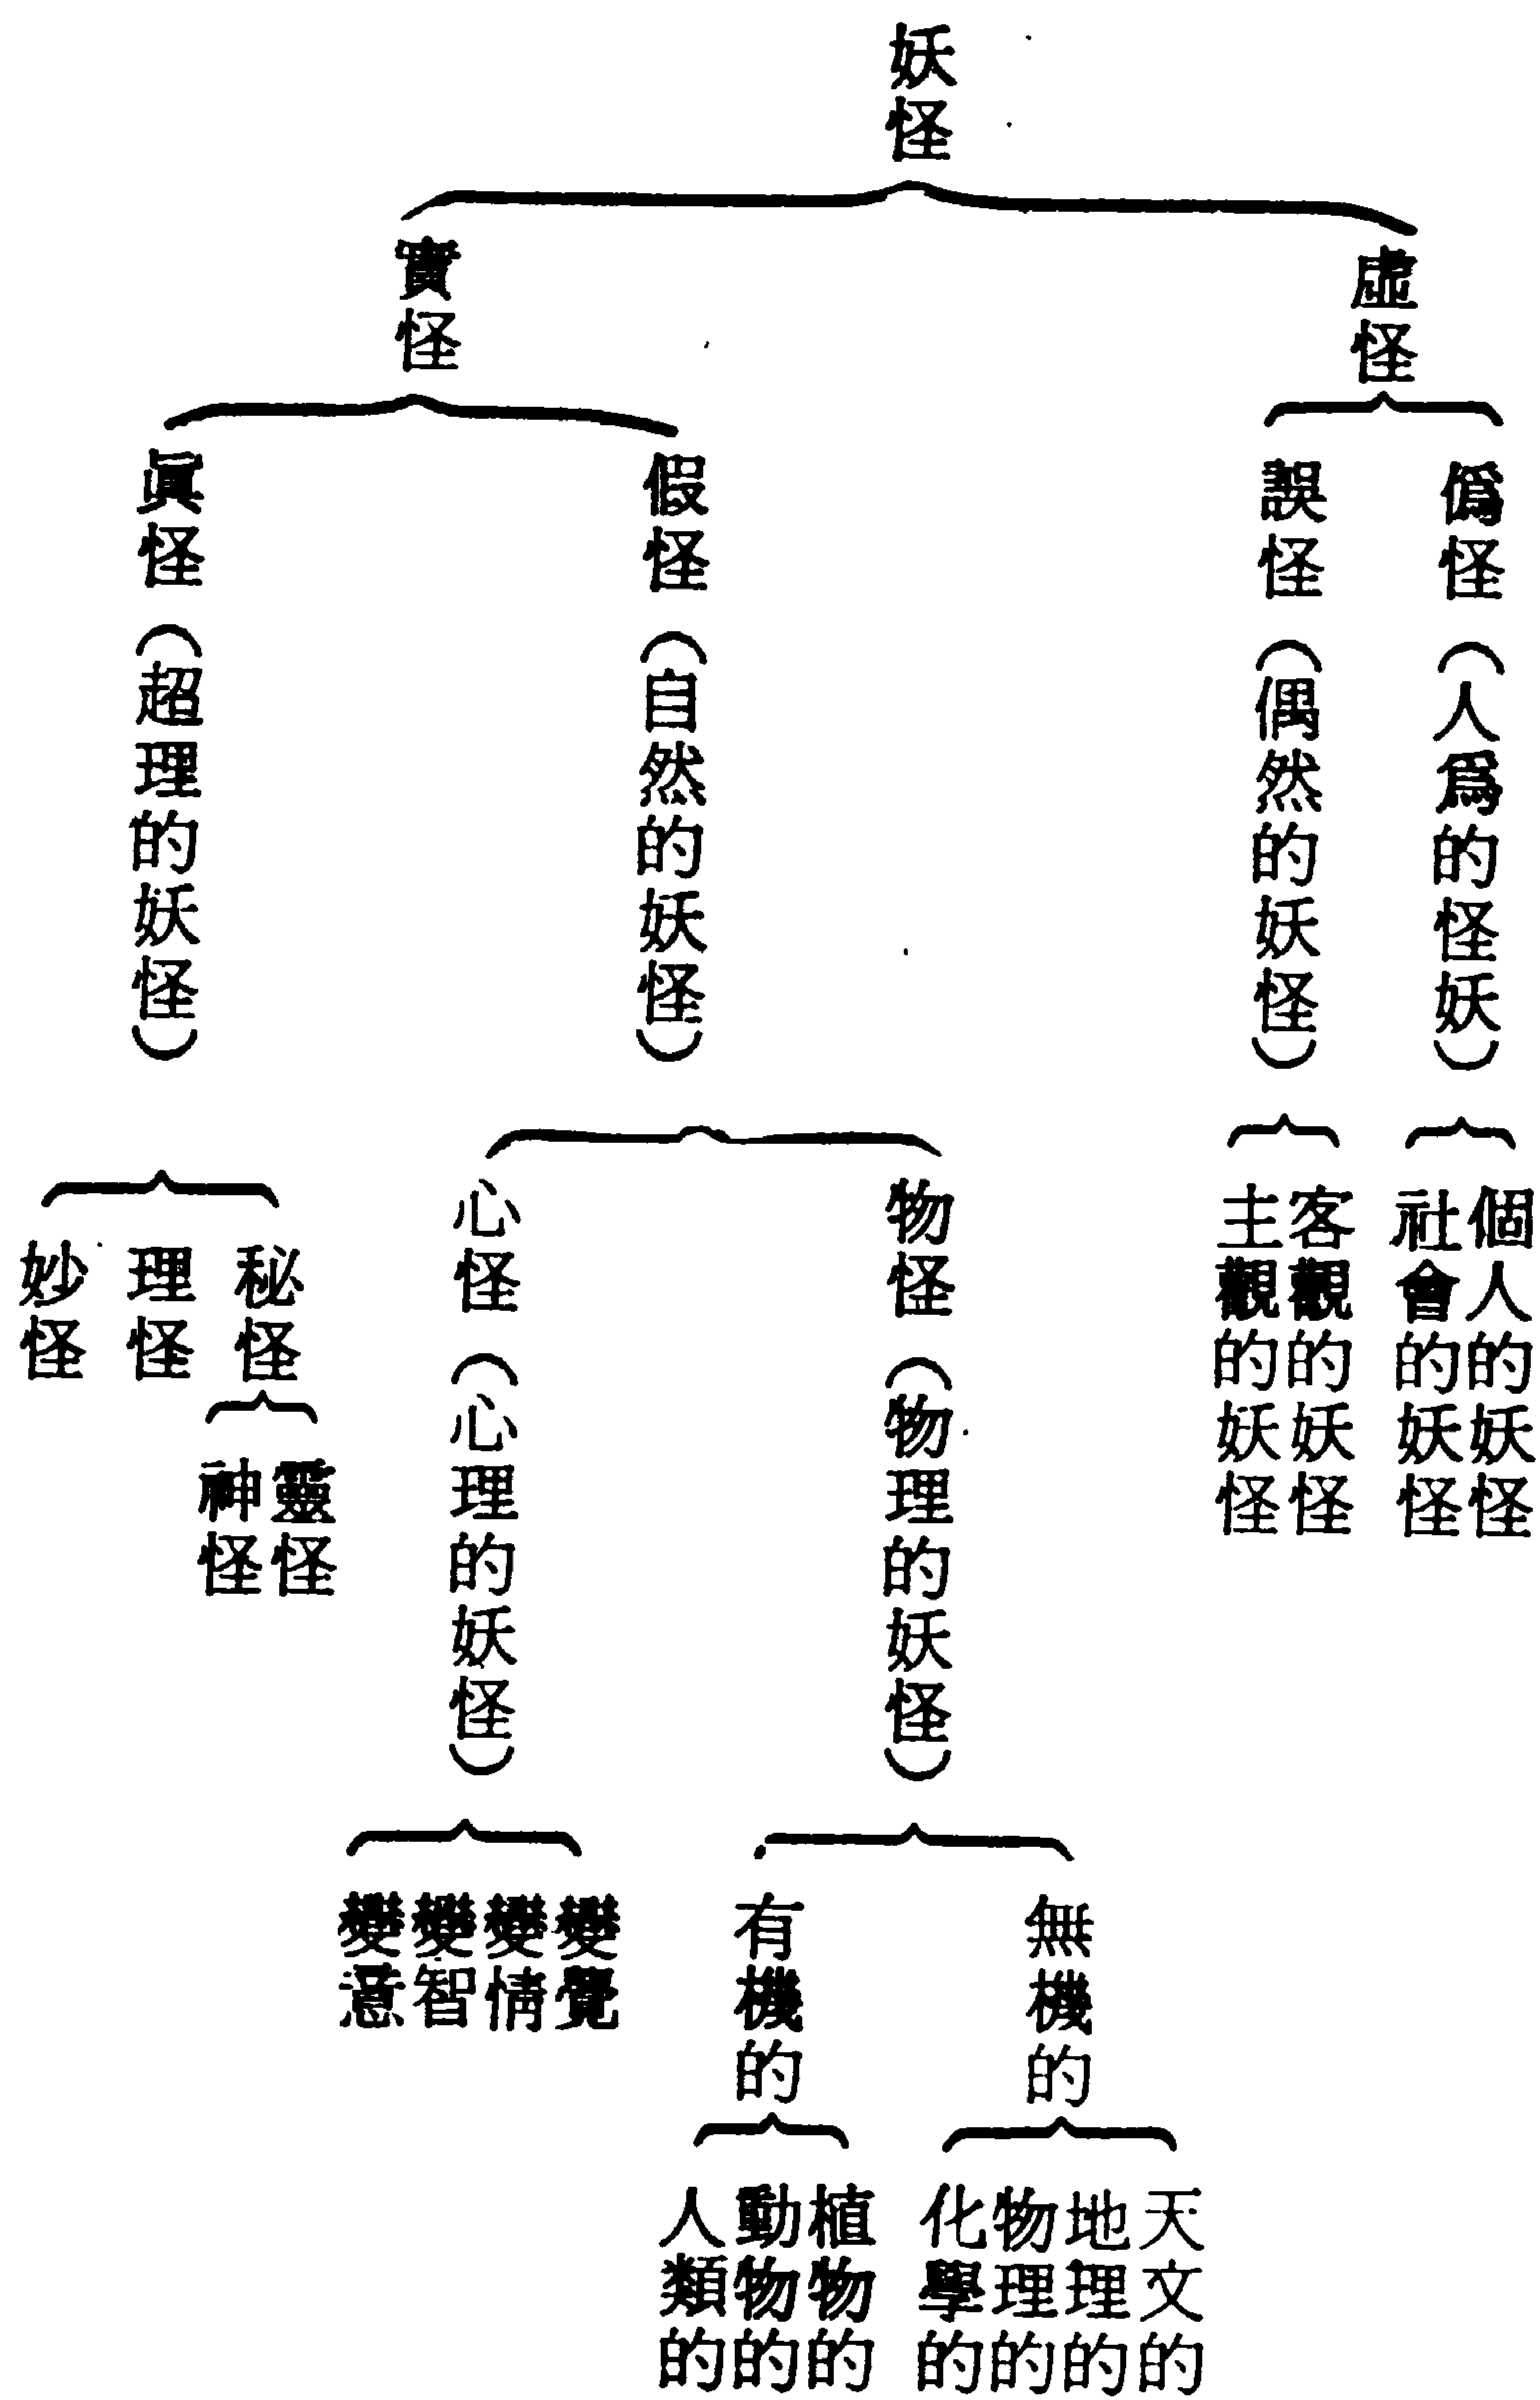 妖怪
虛怪
實怪
僞怪（人爲的怪妖）
誤怪（偶然的妖怪）
假怪（自然的妖怪）
眞怪（超理的妖怪）
個人的妖怪
社會的妖怪
客觀的妖怪
主觀的妖怪
物怪（物理的妖怪）
心怪（心理的妖怪）
秘怪
理怪
妙怪
靈怪
神怪
無機的
有機的
變覺
變情
變智
變意
天文的
地理的
物理的
化學的
植物的
動物的
人類的